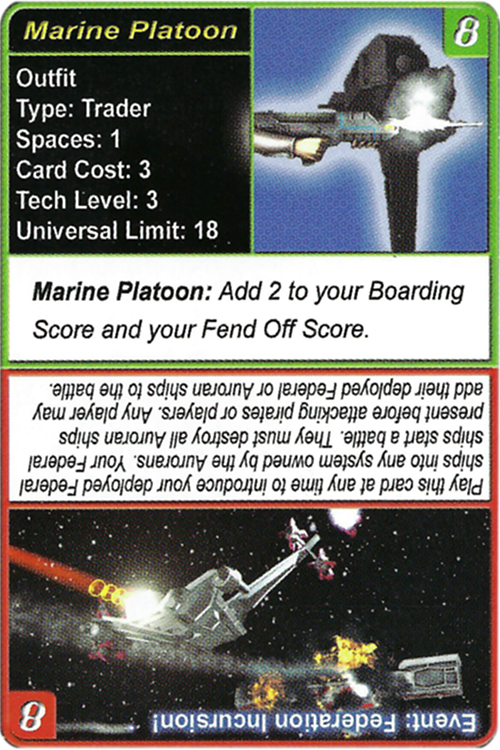 Marine Platoon
8
Outfit
Type: Trader
Spaces: 1
Card Cost: 3
Tech Level: 3
Universal Limit: 18
Marine Platoon: Add 2 to your Boarding
Score and your Fend Off Score.
8
Event: Federation Incursion!
Play this card at any time to introduce your deployed Federal
ships into any system owned by the Aurorans. Your Federal
ships start a battle. They must destroy all Auroran ships
present before attacking pirates or players. Any player may
add their deployed Federal or Auroran ships to the battle.